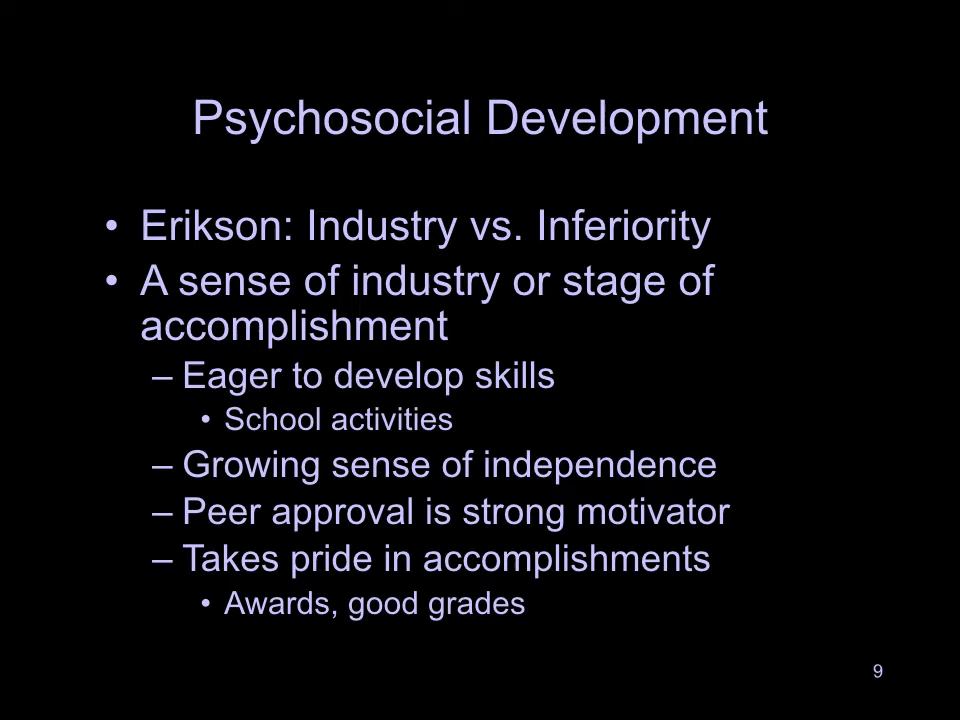 Psychosocial Development
• Erikson: Industry vs. Inferiority
• A sense of industry or stage of
accomplishment
– Eager to develop skills
• School activities
– Growing sense of independence
– Peer approval is strong motivator
– Takes pride in accomplishments
• Awards, good grades
9